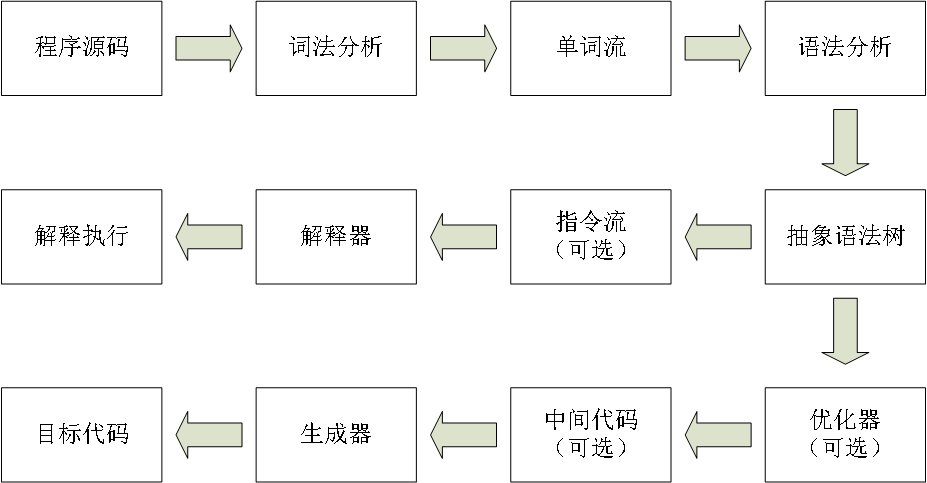 程序源码
词法分析
单词流
语法分析
解释执行
解释器
指令流
（可选）
抽象语法树
目标代码
生成器
中间代码
（可选）
优化器
（可选）